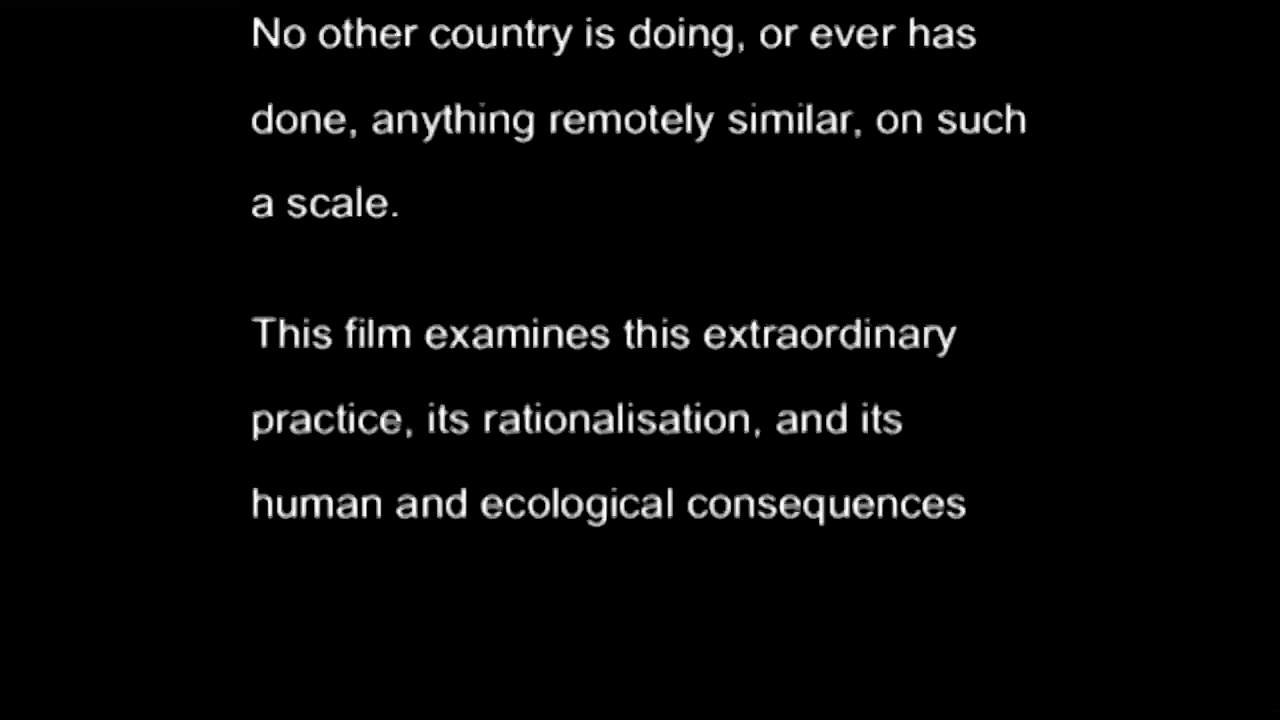 No other country is doing, or ever has
done, anything remotely similar, on such
a scale.
This film examines this extraordinary
practice, its rationalisation, and its
human and ecological consequences